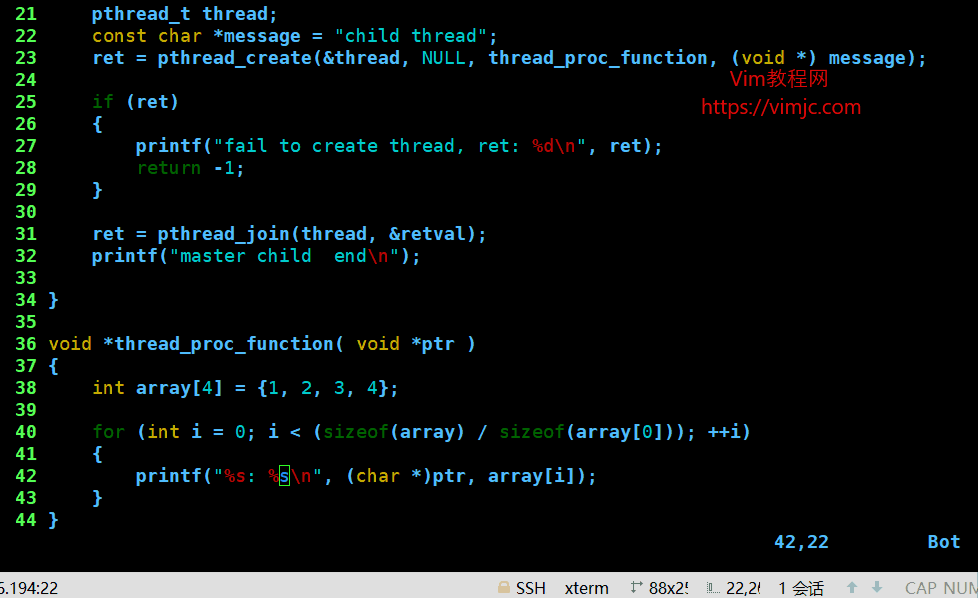 21     pthread_t thread;
22     const char *message = "child thread";
23     ret = pthread_create(&thread, NULL, thread_proc_function, (void *) message);
24
Vim教程网
25     if (ret)
https://vimjc.com
26     {
27         printf("fail to create thread, ret: %d\n", ret);
28         return -1;
29     }
30
31     ret = pthread_join(thread, &retval);
32     printf("master child  end\n");
33
34 }
35
36 void *thread_proc_function( void *ptr )
37 {
38     int array[4] = {1, 2, 3, 4};
39
40     for (int i = 0; i < (sizeof(array) / sizeof(array[0])); ++i)
41     {
42         printf("%s: %s\n", (char *)ptr, array[i]);
43     }
44 }
42,22         Bot
.194:22 SSH xterm 88x25 22,2 1 会话 CAP NUM